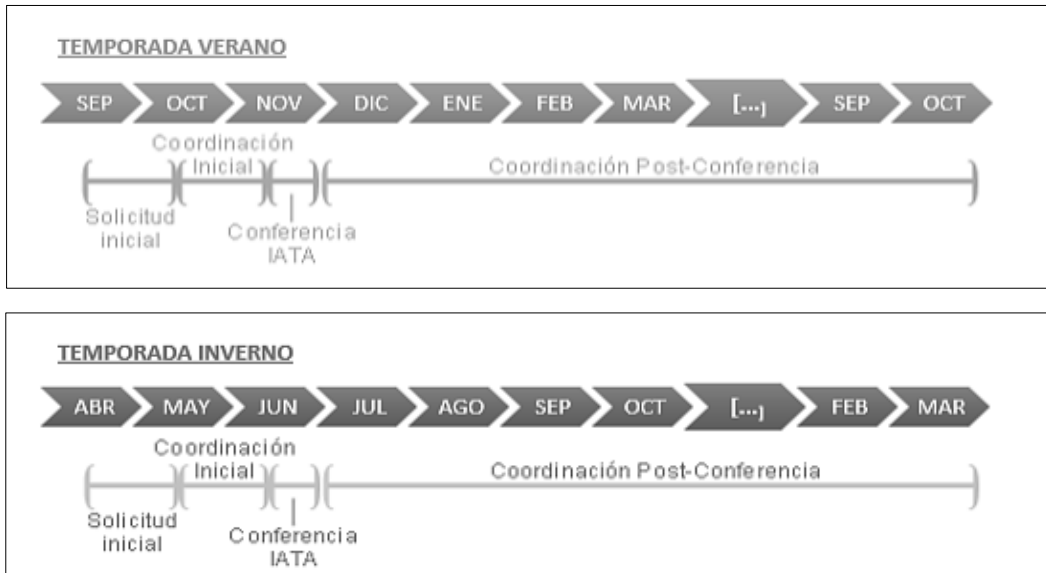 TEMPORADA VERANO
SEP OCT NOV DIC ENE FEB MAR [...] SEP OCT
Coordinación
Inicial
Coordinación Post-Conferencia
Solicitud
inicial
Conferencia
IATA
TEMPORADA INVERNO
ABR MAY JUN JUL AGO SEP OCT [...] FEB MAR
Coordinación
Inicial
Coordinación Post-Conferencia
Solicitud
inicial
Conferencia
IATA